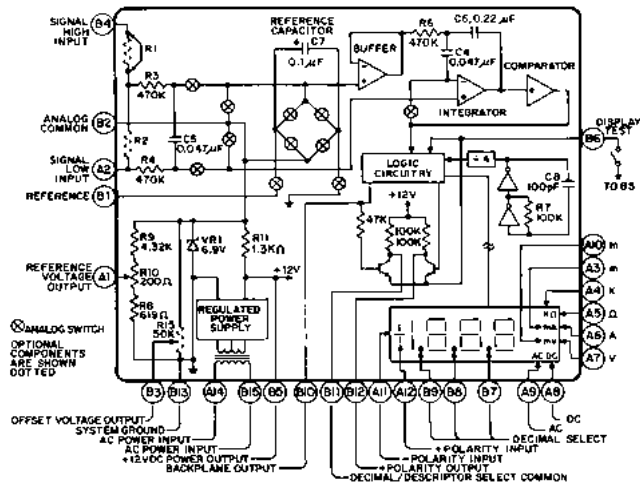 SIGNAL
HIGH
INPUT
B4
R1
R3
470K
ANALOG
COMMON
B2
R2
C5
0.047µF
SIGNAL LOW
INPUT
A2
R4
470K
REFERENCE
B1
REFERENCE
CAPACITOR
C7
0.1µF
BUFFER
R6
470K
C6, 0.22µF
C4
0.047µF
INTEGRATOR
COMPARATOR
DISPLAY
TEST
B6
TO B5
LOGIC
CIRCUITRY
÷4
C8
100pF
R7
100K
+12V
47K
100K
100K
REFERENCE
VOLTAGE
OUTPUT
A1
R9
4.32K
R10
200Ω
R8
619Ω
R15
50K
VR1
6.9V
R11
1.3KΩ
+12V
REGULATED
POWER
SUPPLY
ANALOG SWITCH
OPTIONAL
COMPONENTS
ARE SHOWN
DOTTED
A10 m
A3 m
A4 K
A5 Ω
A6 A
A7 V
KΩ
mA
mV
AC DC
B3 B13 A14 B15 B5 B10 B11 B12 A11 A12 B9 B8 B7 A9 A8
OFFSET VOLTAGE OUTPUT
SYSTEM GROUND
AC POWER INPUT
AC POWER INPUT
+12VDC POWER OUTPUT
BACKPLANE OUTPUT
DC
AC
DECIMAL SELECT
+POLARITY INPUT
POLARITY INPUT
+POLARITY OUTPUT
DECIMAL/DESCRIPTOR SELECT COMMON